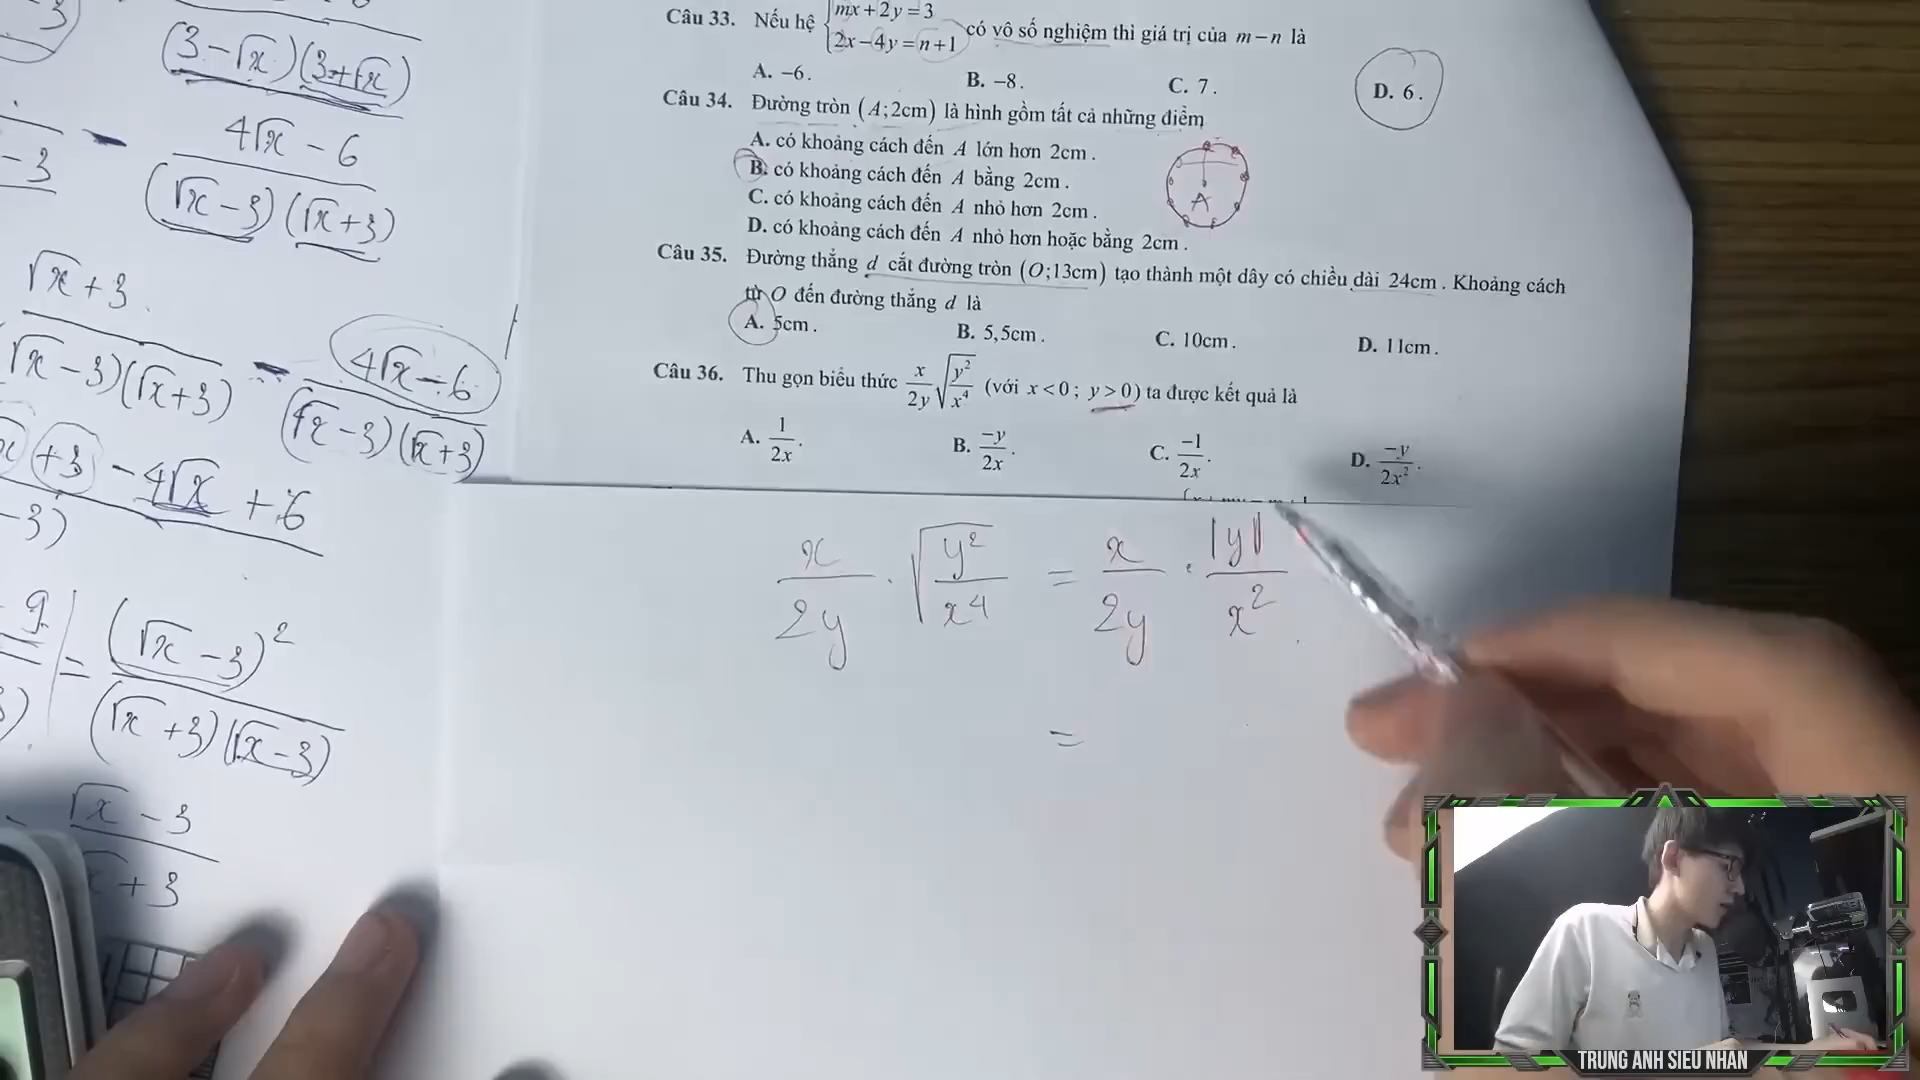 Câu 33. Nếu hệ { mx + 2y = 3
2x − 4y = n + 1 có vô số nghiệm thì giá trị của m − n là
A. −6. B. −8. C. 7. D. 6.
Câu 34. Đường tròn (A; 2cm) là hình gồm tất cả những điểm
A. có khoảng cách đến A lớn hơn 2cm.
B. có khoảng cách đến A bằng 2cm.
C. có khoảng cách đến A nhỏ hơn 2cm.
D. có khoảng cách đến A nhỏ hơn hoặc bằng 2cm.
A
Câu 35. Đường thẳng d cắt đường tròn (O;13cm) tạo thành một dây có chiều dài 24cm. Khoảng cách
từ O đến đường thẳng d là
A. 5cm. B. 5,5cm. C. 10cm. D. 11cm.
Câu 36. Thu gọn biểu thức x/2y √(y²/x⁴) (với x < 0; y > 0) ta được kết quả là
A. 1/2x. B. −y/2x. C. −1/2x. D. −y/2x².
x/2y . √(y²/x⁴) = x/2y . |y|/x²
=
(3 − √x)(3 + √x)
− 3 − (4√x − 6)/((√x − 3)(√x + 3))
(√x + 3)/((√x − 3)(√x + 3)) − (4√x − 6)/((√x − 3)(√x + 3))
+3 − 4√x + 6
− 3)
9 = (√x − 3)²/((√x + 3)(√x − 3))
√x − 3
x + 3
TRUNG ANH SIEU NHAN